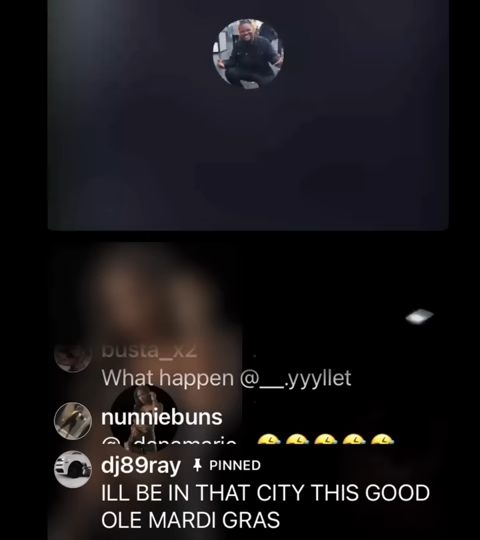 busta_x2
What happen @__.yyyllet
nunniebuns
dj89ray PINNED
ILL BE IN THAT CITY THIS GOOD
OLE MARDI GRAS